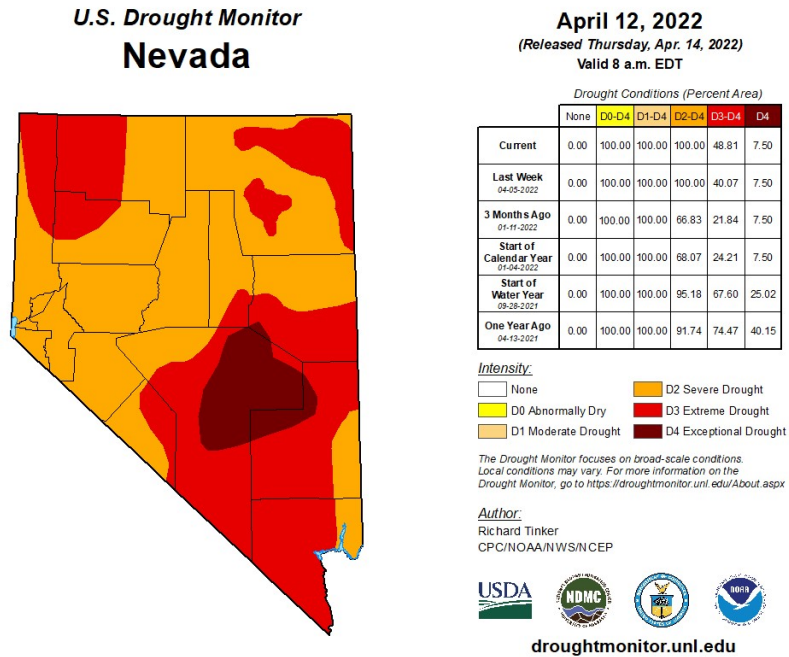 U.S. Drought Monitor
Nevada
April 12, 2022
(Released Thursday, Apr. 14, 2022)
Valid 8 a.m. EDT
Drought Conditions (Percent Area)
None D0-D4 D1-D4 D2-D4 D3-D4 D4
Current 0.00 100.00 100.00 100.00 48.81 7.50
Last Week
04-05-2022 0.00 100.00 100.00 100.00 40.07 7.50
3 Months Ago
01-11-2022 0.00 100.00 100.00 66.83 21.84 7.50
Start of
Calendar Year
01-04-2022 0.00 100.00 100.00 68.07 24.21 7.50
Start of
Water Year
09-28-2021 0.00 100.00 100.00 95.18 67.60 25.02
One Year Ago
04-13-2021 0.00 100.00 100.00 91.74 74.47 40.15
Intensity:
None
D0 Abnormally Dry
D1 Moderate Drought
D2 Severe Drought
D3 Extreme Drought
D4 Exceptional Drought
The Drought Monitor focuses on broad-scale conditions.
Local conditions may vary. For more information on the
Drought Monitor, go to https://droughtmonitor.unl.edu/About.aspx
Author:
Richard Tinker
CPC/NOAA/NWS/NCEP
USDA
NDMC
NOAA
droughtmonitor.unl.edu